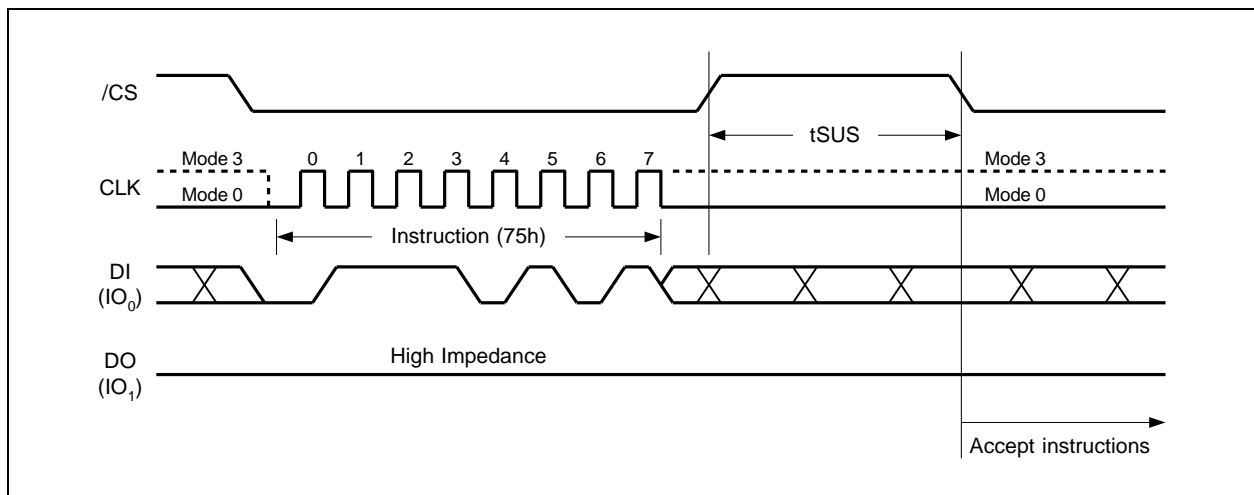 /CS
tSUS
Mode 3 0 1 2 3 4 5 6 7 Mode 3
CLK
Mode 0 Mode 0
Instruction (75h)
DI
(IO0)
DO High Impedance
(IO1)
Accept instructions